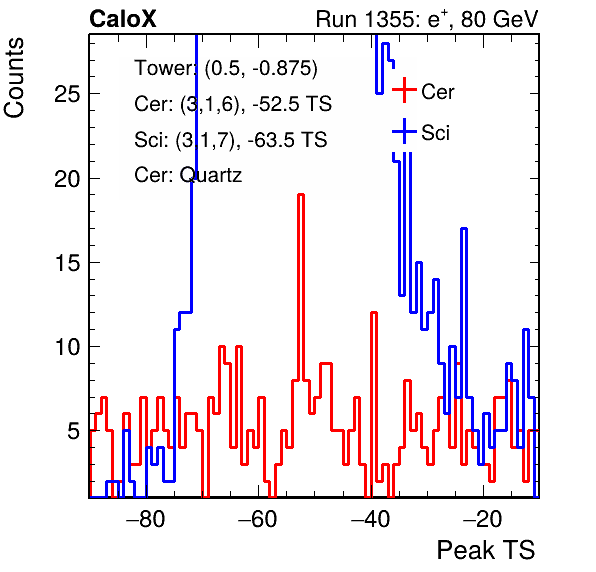 CaloX Run 1355: e⁺, 80 GeV
Counts
Tower: (0.5, -0.875)
Cer: (3,1,6), -52.5 TS
Sci: (3,1,7), -63.5 TS
Cer: Quartz
Cer
Sci
25
20
15
10
5
−80 −60 −40 −20
Peak TS